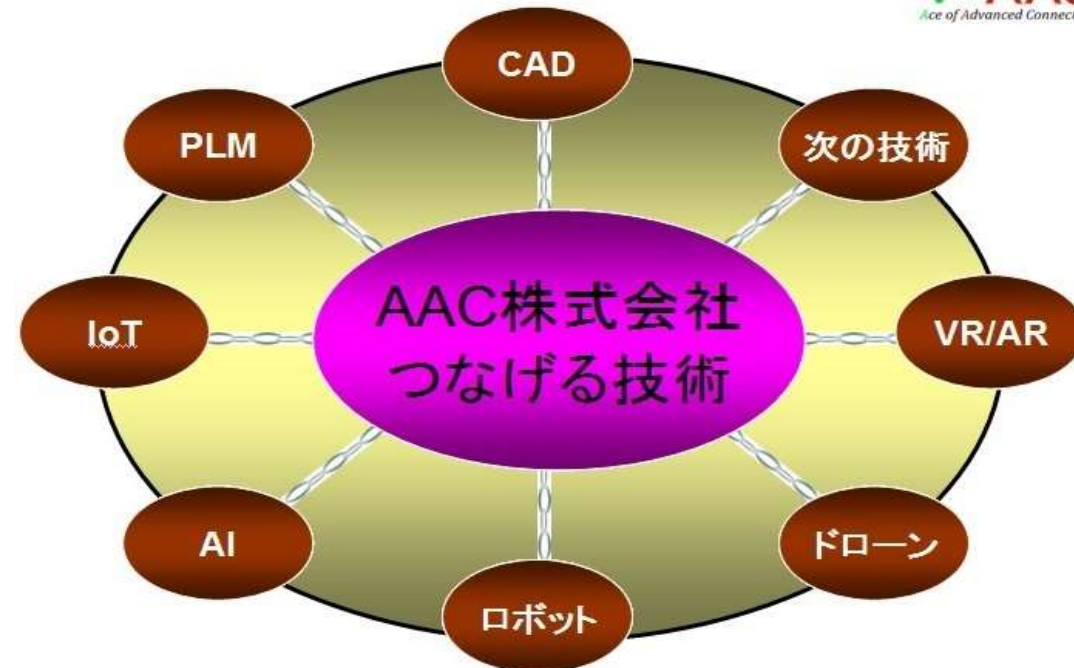 Ace of Advanced Connect
CAD
PLM
次の技術
AAC株式会社
つなげる技術
IoT
VR/AR
AI
ドローン
ロボット